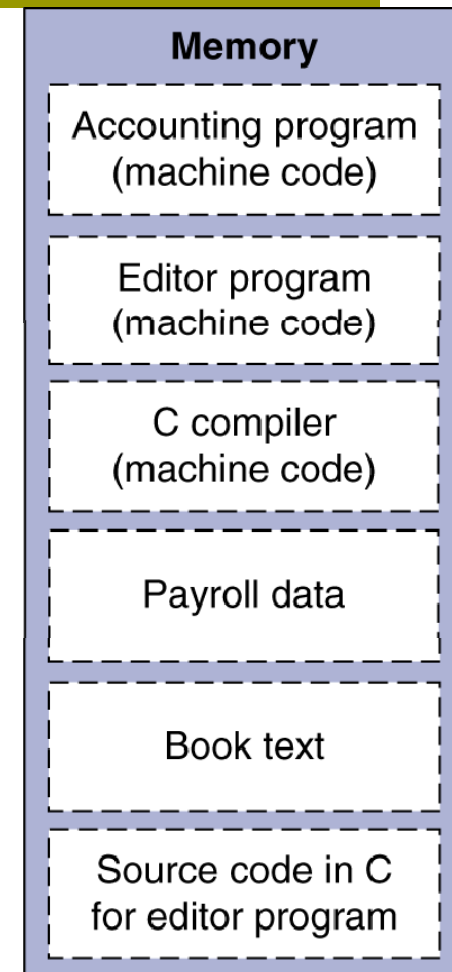 Memory
Accounting program
(machine code)
Editor program
(machine code)
C compiler
(machine code)
Payroll data
Book text
Source code in C
for editor program